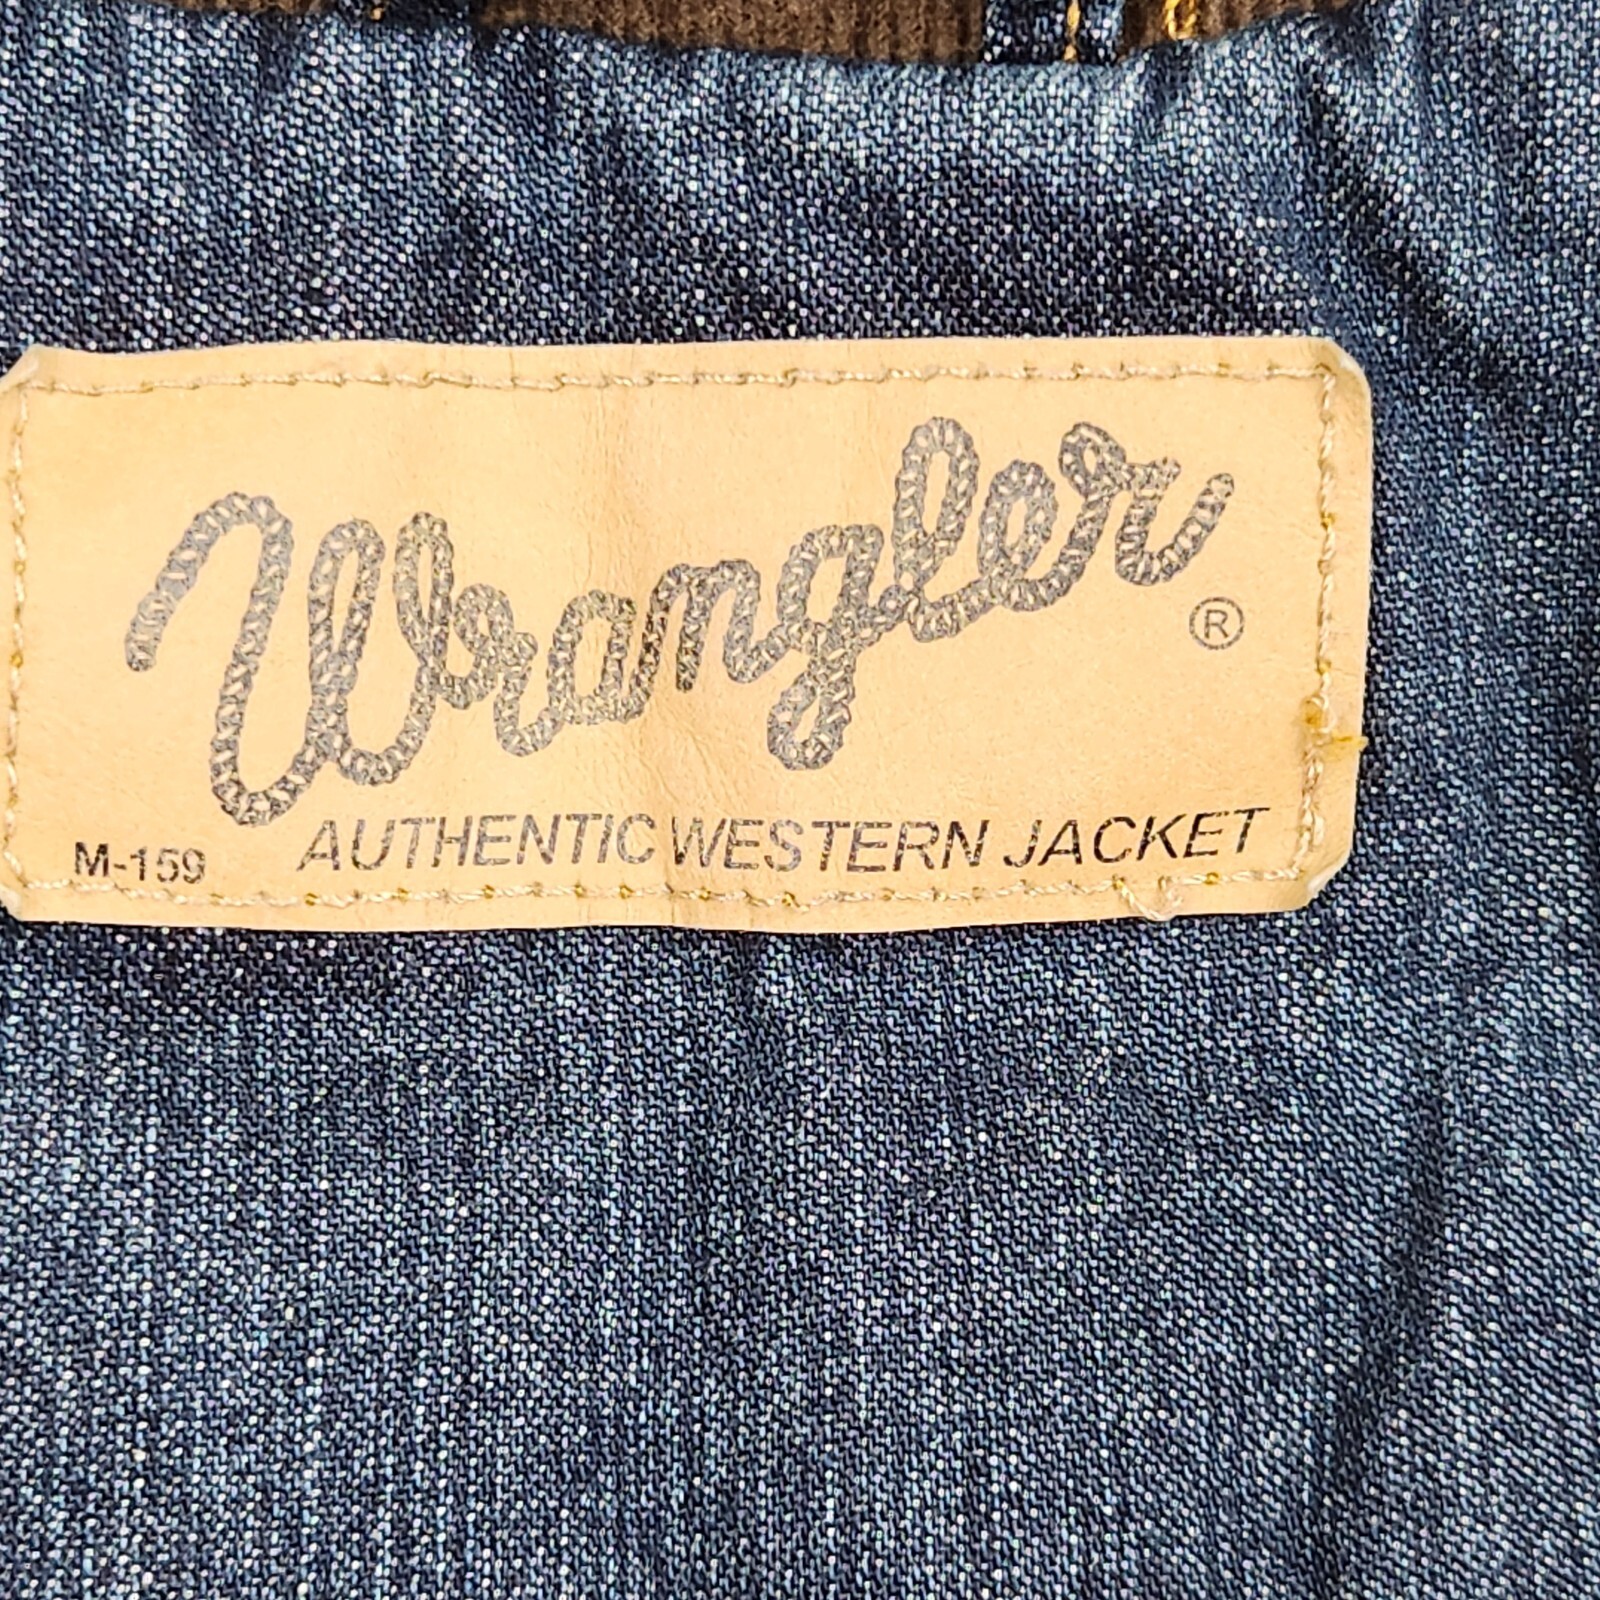 Wrangler
®
M-159 AUTHENTIC WESTERN JACKET